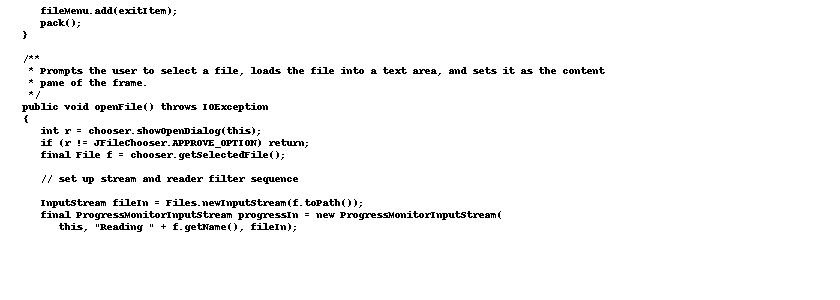 fileMenu.add(exitItem);
pack();
}
/**
* Prompts the user to select a file, loads the file into a text area, and sets it as the content
* pane of the frame.
*/
public void openFile() throws IOException
{
int r = chooser.showOpenDialog(this);
if (r != JFileChooser.APPROVE_OPTION) return;
final File f = chooser.getSelectedFile();
// set up stream and reader filter sequence
InputStream fileIn = Files.newInputStream(f.toPath());
final ProgressMonitorInputStream progressIn = new ProgressMonitorInputStream(
this, "Reading " + f.getName(), fileIn);